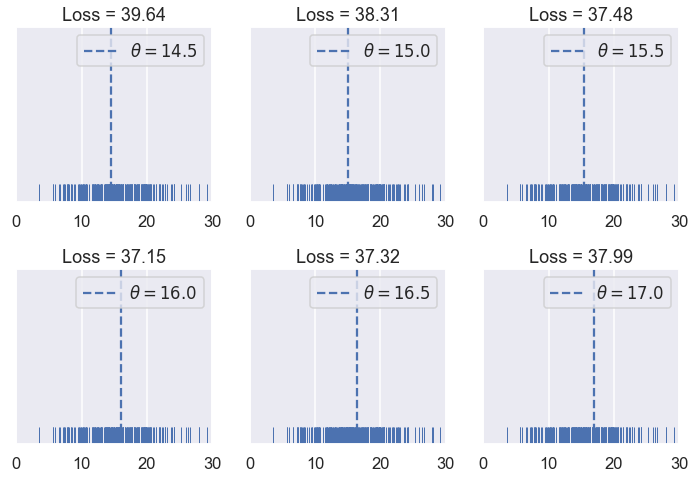 Loss = 39.64
Loss = 38.31
Loss = 37.48
θ = 14.5
θ = 15.0
θ = 15.5
0 10 20 30
0 10 20 30
0 10 20 30
Loss = 37.15
Loss = 37.32
Loss = 37.99
θ = 16.0
θ = 16.5
θ = 17.0
0 10 20 30
0 10 20 30
0 10 20 30